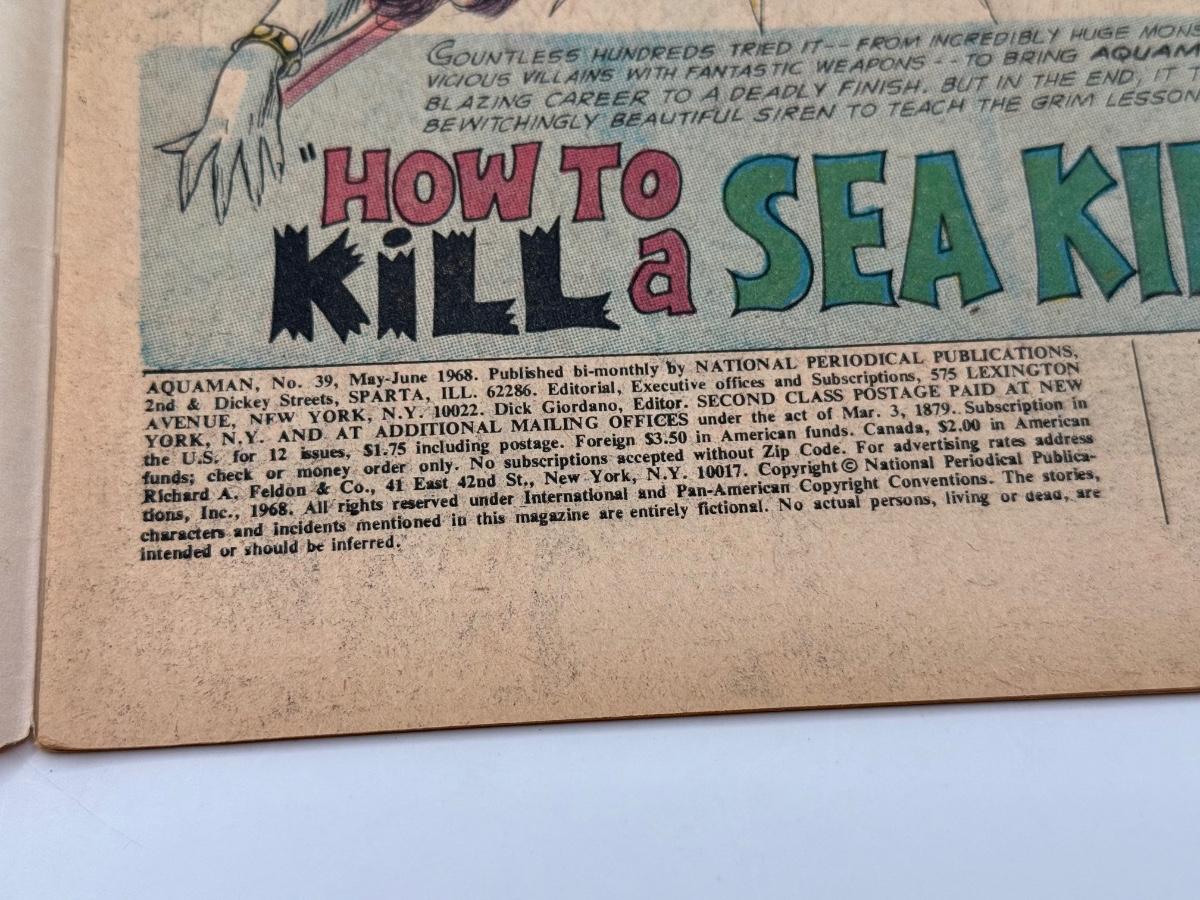 COUNTLESS HUNDREDS TRIED IT-- FROM INCREDIBLY HUGE
VICIOUS VILLAINS WITH FANTASTIC WEAPONS--TO BRING
BLAZING CAREER TO A DEADLY FINISH. BUT IN THE END, IT
BEWITCHINGLY BEAUTIFUL SIREN TO TEACH THE GRIM LESSON
"HOW TO
KiLL a SEA
AQUAMAN, No. 39, May-June 1968. Published bi-monthly by NATIONAL PERIODICAL PUBLICATIONS,
2nd & Dickey Streets, SPARTA, ILL. 62286. Editorial, Executive offices and Subscriptions, 575 LEXINGTON
AVENUE, NEW YORK, N.Y. 10022. Dick Giordano, Editor. SECOND CLASS POSTAGE PAID AT NEW
YORK, N.Y. AND AT ADDITIONAL MAILING OFFICES under the act of Mar. 3, 1879. Subscription in
the U.S. for 12 issues, $1.75 including postage. Foreign $3.50 in American funds. Canada, $2.00 in American
funds; check or money order only. No subscriptions accepted without Zip Code. For advertising rates address
Richard A. Feldon & Co., 41 East 42nd St., New York, N.Y. 10017. Copyright © National Periodical Publica-
tions, Inc., 1968. All rights reserved under International and Pan-American Copyright Conventions. The stories,
characters and incidents mentioned in this magazine are entirely fictional. No actual persons, living or dead, are
intended or should be inferred.